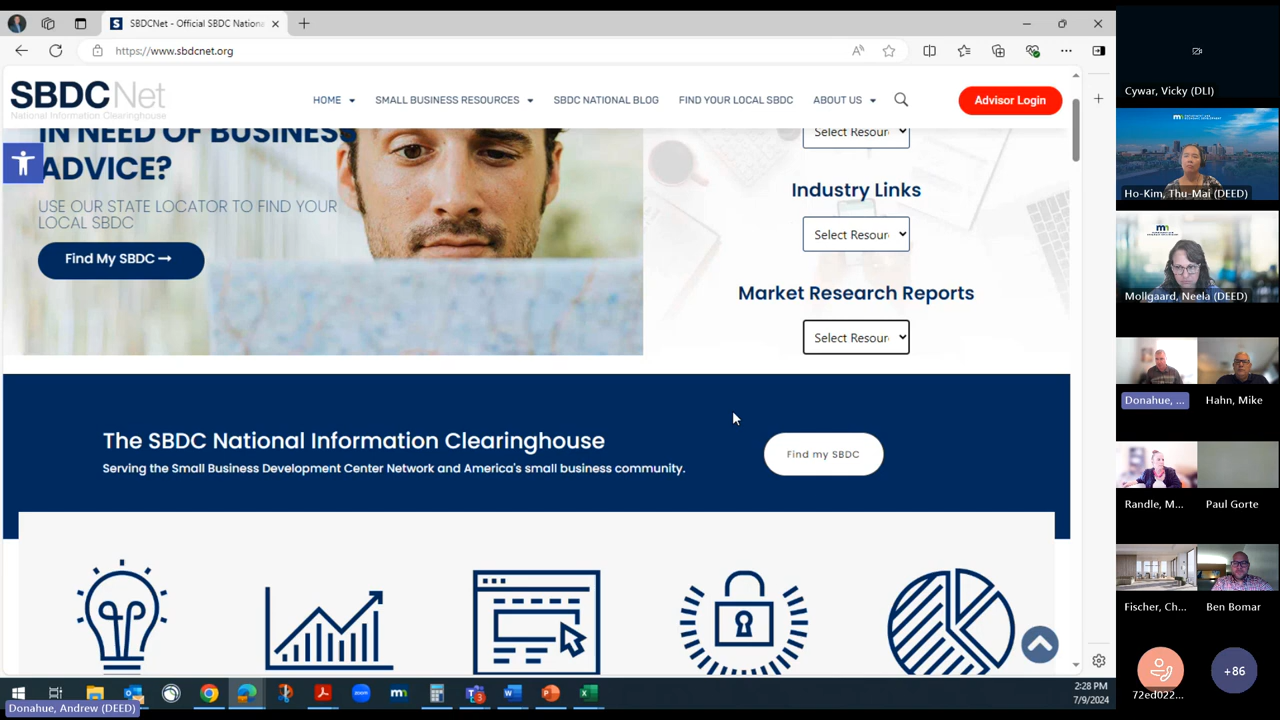 SBDCNet - Official SBDC Nationa
https://www.sbdcnet.org
SBDCNet
National Information Clearinghouse
HOME
SMALL BUSINESS RESOURCES
SBDC NATIONAL BLOG
FIND YOUR LOCAL SBDC
ABOUT US
Advisor Login
IN NEED OF BUSINESS
ADVICE?
USE OUR STATE LOCATOR TO FIND YOUR
LOCAL SBDC
Find My SBDC →
Select Resour
Industry Links
Select Resour
Market Research Reports
Select Resour
The SBDC National Information Clearinghouse
Serving the Small Business Development Center Network and America's small business community.
Find my SBDC
2:28 PM
7/9/2024
Donahue, Andrew (DEED)
Cywar, Vicky (DLI)
Ho-Kim, Thu-Mai (DEED)
Mollgaard, Neela (DEED)
Donahue, ...
Hahn, Mike
Randle, M...
Paul Gorte
Fischer, Ch...
Ben Bomar
72ed022...
+86